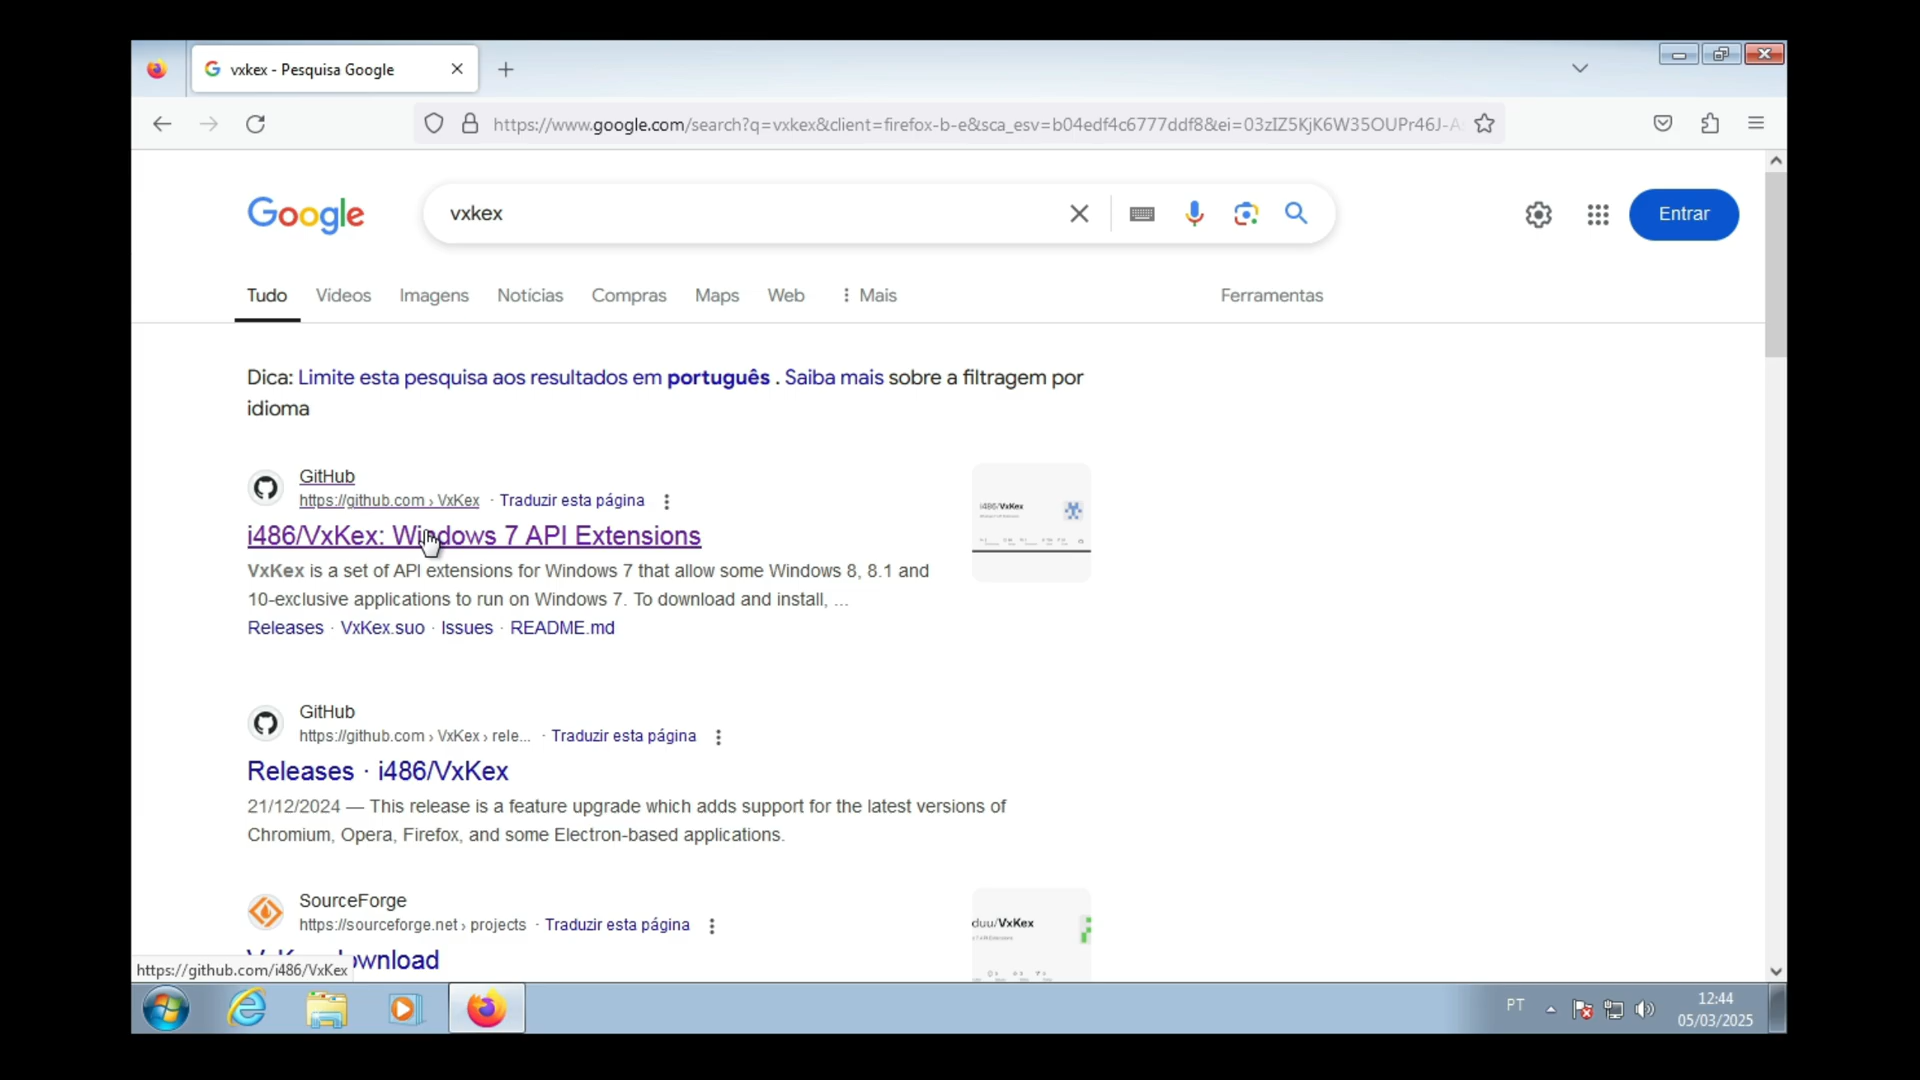 vxkex - Pesquisa Google
https://www.google.com/search?q=vxkex&client=firefox-b-e&sca_esv=b04edf4c6777ddf8&ei=03zIZ5KjK6W35OUPr46J-A
Google
vxkex
Entrar
Tudo
Vídeos
Imagens
Notícias
Compras
Maps
Web
Mais
Ferramentas
Dica: Limite esta pesquisa aos resultados em português . Saiba mais sobre a filtragem por
idioma
GitHub
https://github.com › VxKex · Traduzir esta página
i486/VxKex: Windows 7 API Extensions
VxKex is a set of API extensions for Windows 7 that allow some Windows 8, 8.1 and
10-exclusive applications to run on Windows 7. To download and install, ...
Releases · VxKex.suo · Issues · README.md
i486/VxKex
GitHub
https://github.com › VxKex › rele... · Traduzir esta página
Releases · i486/VxKex
21/12/2024 — This release is a feature upgrade which adds support for the latest versions of
Chromium, Opera, Firefox, and some Electron-based applications.
SourceForge
https://sourceforge.net › projects · Traduzir esta página
duu/VxKex
https://github.com/i486/VxKex
PT
12:44
05/03/2025